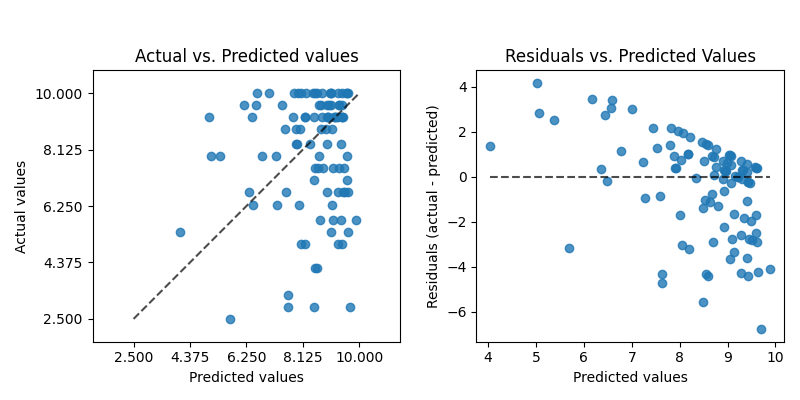 Actual vs. Predicted values
Actual values
10.000
8.125
6.250
4.375
2.500
2.500 4.375 6.250 8.125 10.000
Predicted values
Residuals vs. Predicted Values
Residuals (actual - predicted)
4
2
0
−2
−4
−6
4 5 6 7 8 9 10
Predicted values